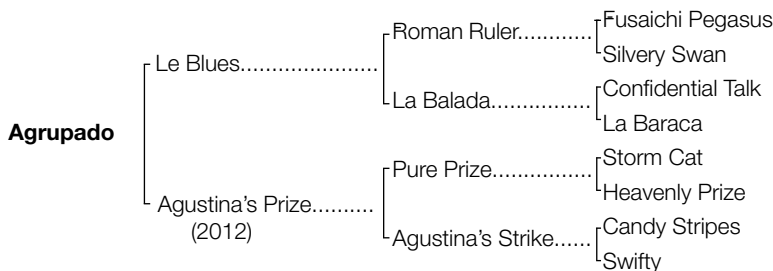 Fusaichi Pegasus
Roman Ruler..............
Silvery Swan
Le Blues........................
Confidential Talk
La Balada..................
La Baraca
Agrupado
Storm Cat
Pure Prize..................
Heavenly Prize
Agustina's Prize...........
(2012)
Candy Stripes
Agustina's Strike......
Swifty